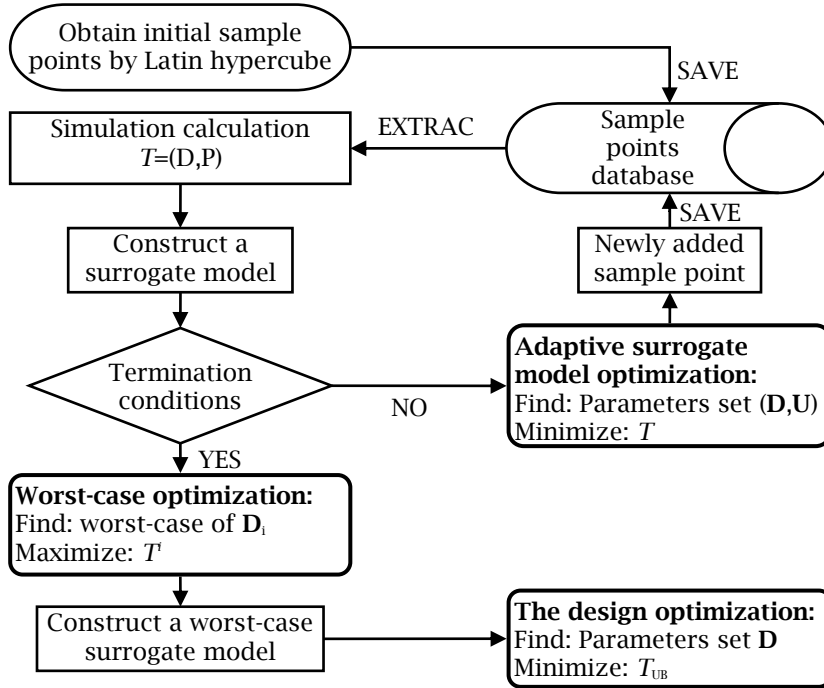 Obtain initial sample
points by Latin hypercube
SAVE
Simulation calculation
T=(D,P)
EXTRAC
Sample
points
database
SAVE
Construct a
surrogate model
Newly added
sample point
Termination
conditions
NO
Adaptive surrogate
model optimization:
Find: Parameters set (D,U)
Minimize: T
YES
Worst-case optimization:
Find: worst-case of Di
Maximize: Ti
Construct a worst-case
surrogate model
The design optimization:
Find: Parameters set D
Minimize: TUB